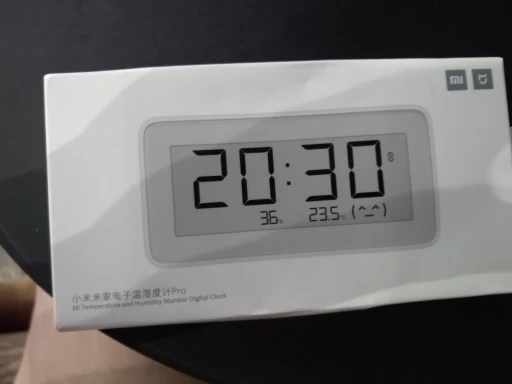 mi
20:30
36% 23.5°C (^_^)
小米米家电子温湿度计Pro
Mi Temperature and Humidity Monitor Digital Clock